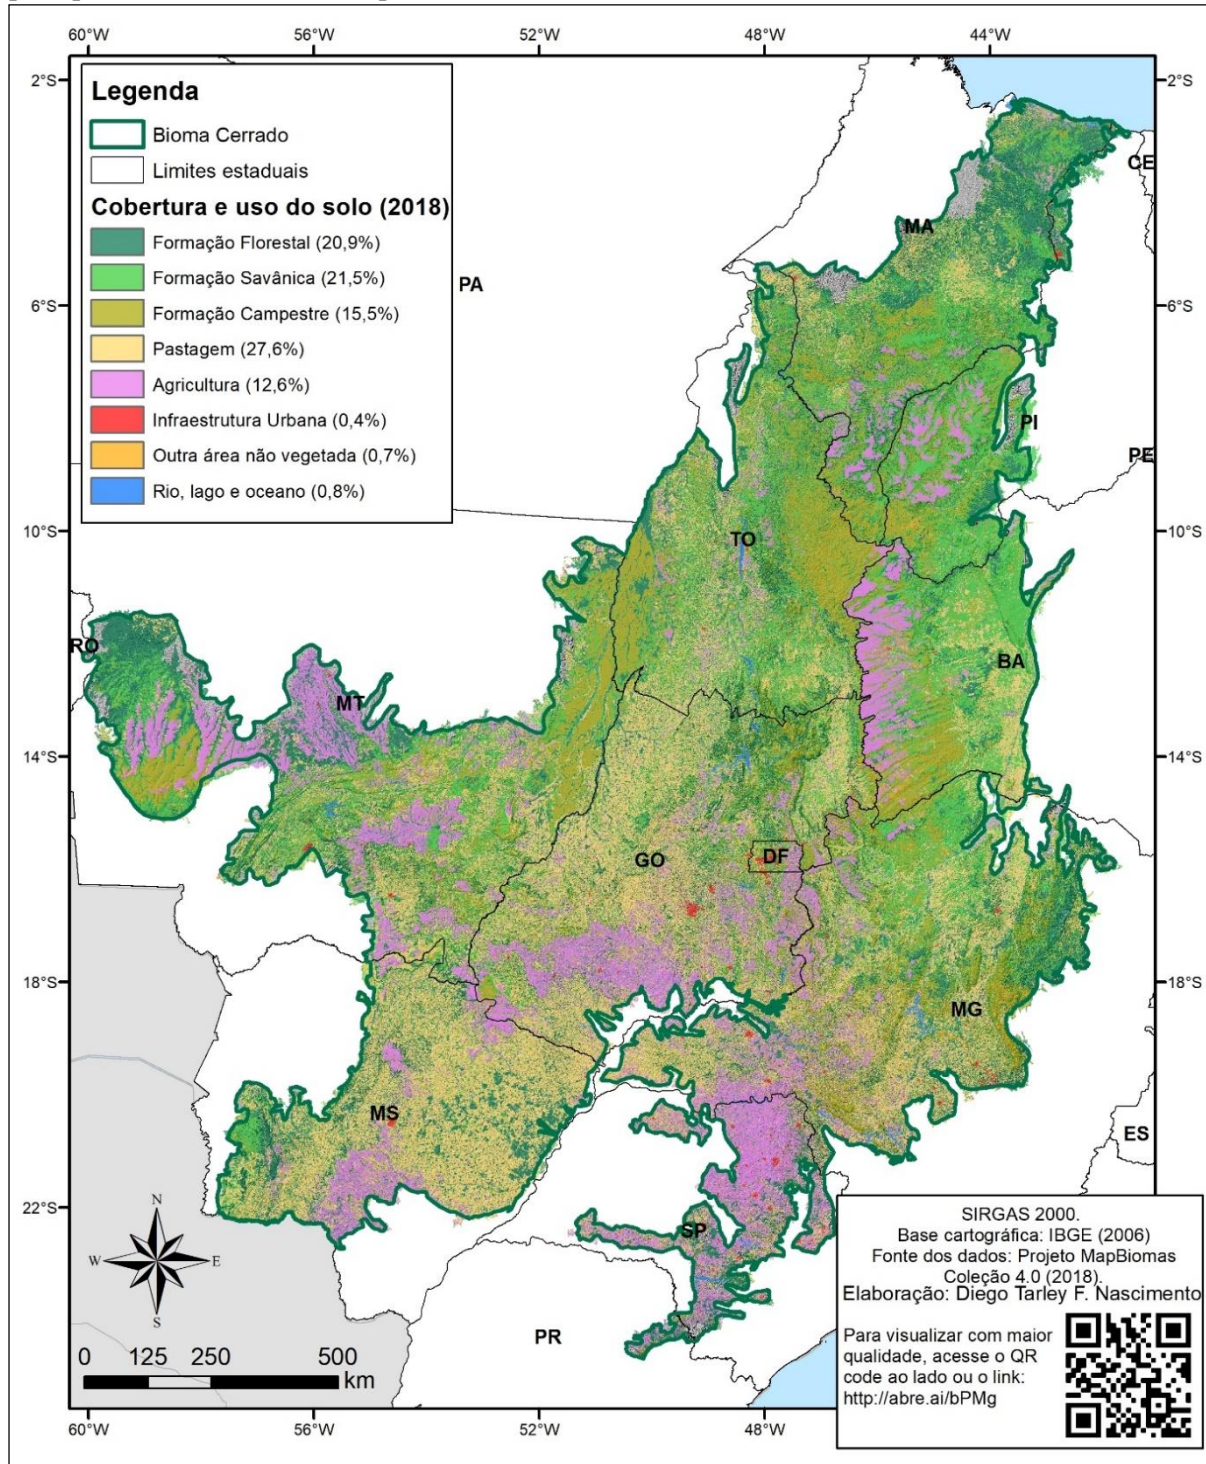 60°W 56°W 52°W 48°W 44°W
2°S 2°S
6°S 6°S
10°S 10°S
14°S 14°S
18°S 18°S
22°S
Legenda
Bioma Cerrado
Limites estaduais
Cobertura e uso do solo (2018)
Formação Florestal (20,9%)
Formação Savânica (21,5%)
Formação Campestre (15,5%)
Pastagem (27,6%)
Agricultura (12,6%)
Infraestrutura Urbana (0,4%)
Outra área não vegetada (0,7%)
Rio, lago e oceano (0,8%)
CE
MA
PA
PI
PE
TO
RO
BA
MT
GO
DF
MG
MS
ES
SP
PR
N
W E
S
0 125 250 500
km
SIRGAS 2000.
Base cartográfica: IBGE (2006)
Fonte dos dados: Projeto MapBiomas
Coleção 4.0 (2018).
Elaboração: Diego Tarley F. Nascimento
Para visualizar com maior
qualidade, acesse o QR
code ao lado ou o link:
http://abre.ai/bPMg
60°W 56°W 52°W 48°W